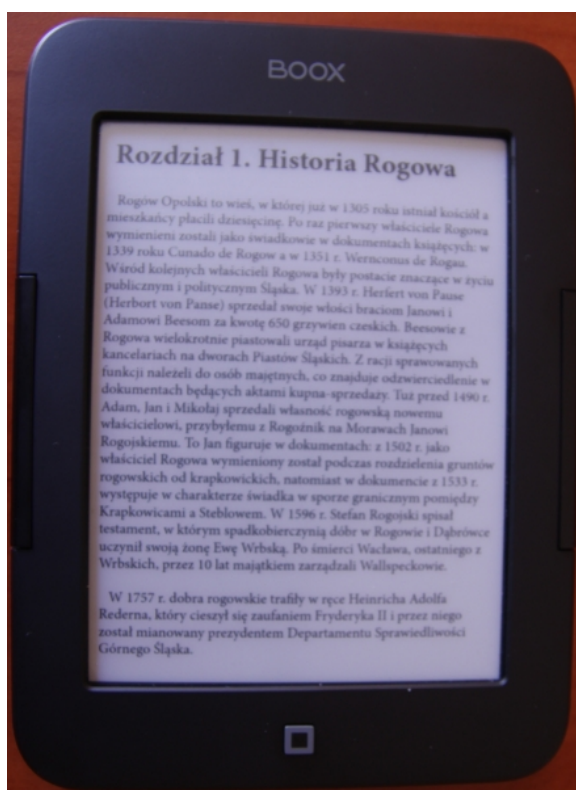 BOOX
Rozdział 1. Historia Rogowa
Rogów Opolski to wieś, w której już w 1305 roku istniał kościół a
mieszkańcy płacili dziesięcinę. Po raz pierwszy właściciele Rogowa
wymienieni zostali jako świadkowie w dokumentach książęcych: w
1339 roku Cunado de Rogow a w 1351 r. Wernconus de Rogau.
Wśród kolejnych właścicieli Rogowa były postacie znaczące w życiu
publicznym i politycznym Śląska. W 1393 r. Herfert von Pause
(Herbort von Panse) sprzedał swoje włości braciom Janowi i
Adamowi Beesom za kwotę 650 grzywien czeskich. Beesowie z
Rogowa wielokrotnie piastowali urząd pisarza w książęcych
kancelariach na dworach Piastów Śląskich. Z racji sprawowanych
funkcji należeli do osób majętnych, co znajduje odzwierciedlenie w
dokumentach będących aktami kupna-sprzedaży. Tuż przed 1490 r.
Adam, Jan i Mikołaj sprzedali własność rogowską nowemu
właścicielowi, przybyłemu z Rogoźnik na Morawach Janowi
Rogojskiemu. To Jan figuruje w dokumentach: z 1502 r. jako
właściciel Rogowa wymieniony został podczas rozdzielenia gruntów
rogowskich od krapkowickich, natomiast w dokumencie z 1533 r.
występuje w charakterze świadka w sporze granicznym pomiędzy
Krapkowicami a Steblowem. W 1596 r. Stefan Rogojski spisał
testament, w którym spadkobierczynią dóbr w Rogowie i Dąbrówce
uczynił swoją żonę Ewę Wrbską. Po śmierci Wacława, ostatniego z
Wrbskich, przez 10 lat majątkiem zarządzali Wallspeckowie.
W 1757 r. dobra rogowskie trafiły w ręce Heinricha Adolfa
Rederna, który cieszył się zaufaniem Fryderyka II i przez niego
został mianowany prezydentem Departamentu Sprawiedliwości
Górnego Śląska.